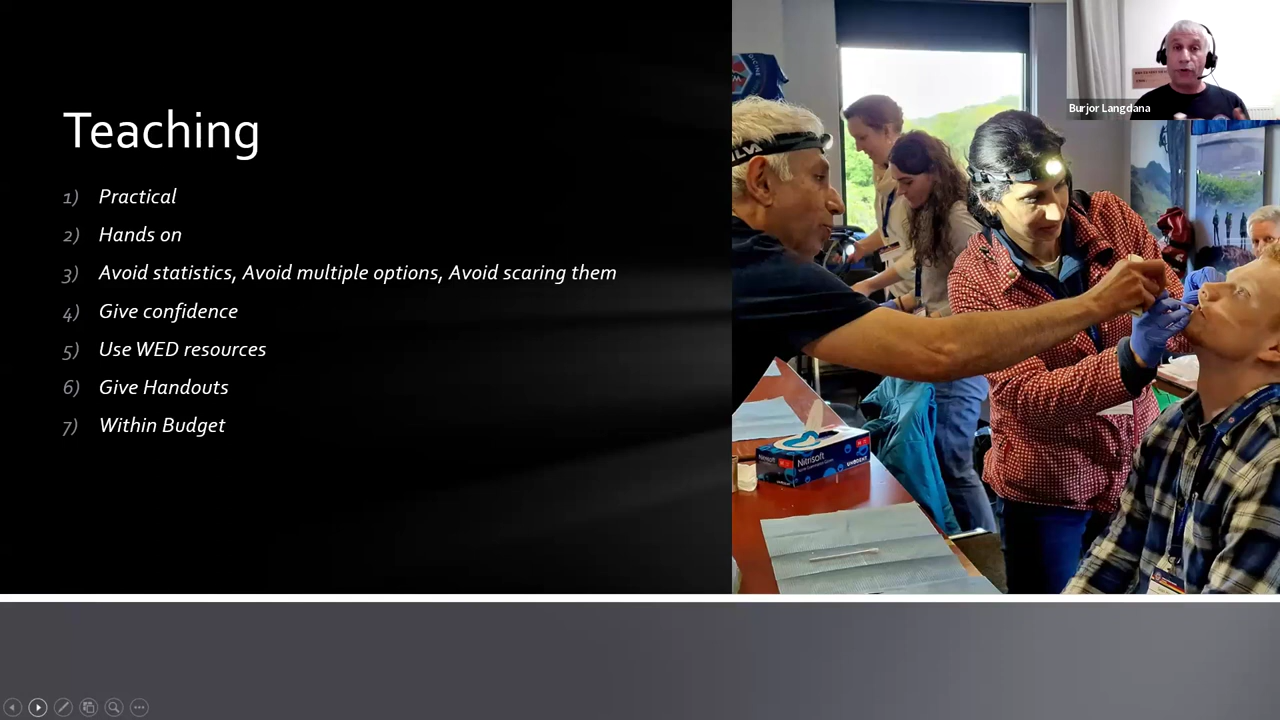 Teaching
1) Practical
2) Hands on
3) Avoid statistics, Avoid multiple options, Avoid scaring them
4) Give confidence
5) Use WED resources
6) Give Handouts
7) Within Budget
Burjor Langdana
Nitrisoft
UNODENT